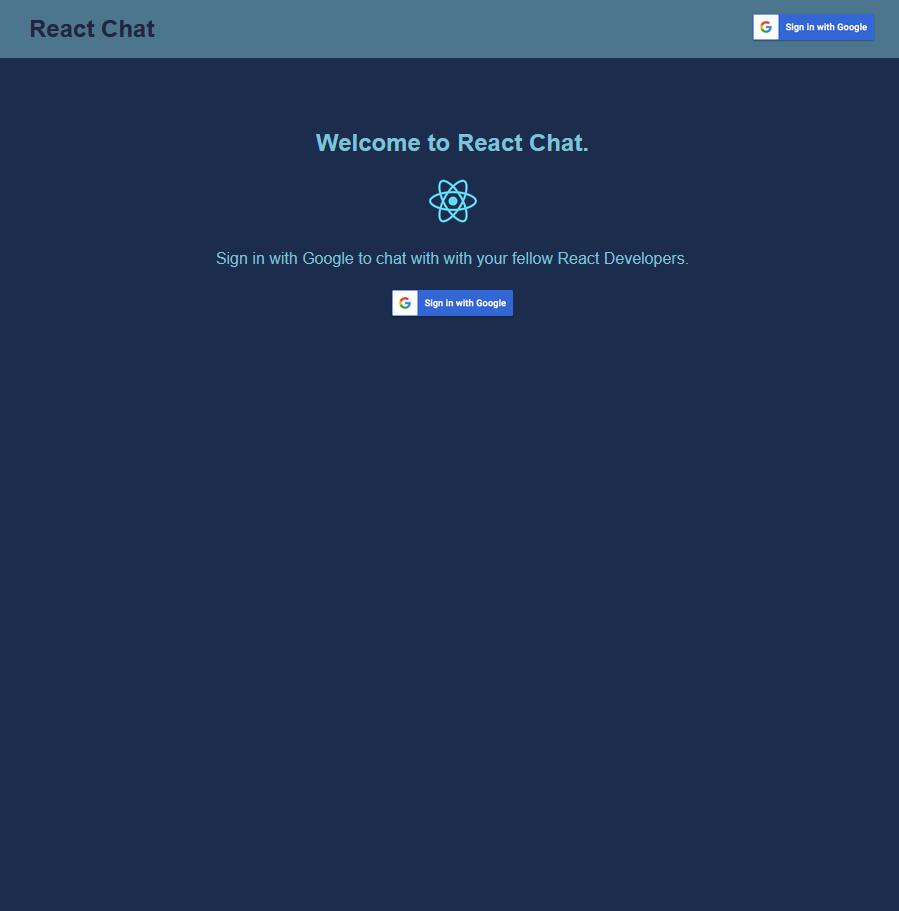 React Chat
Sign in with Google
Welcome to React Chat.
Sign in with Google to chat with with your fellow React Developers.
Sign in with Google